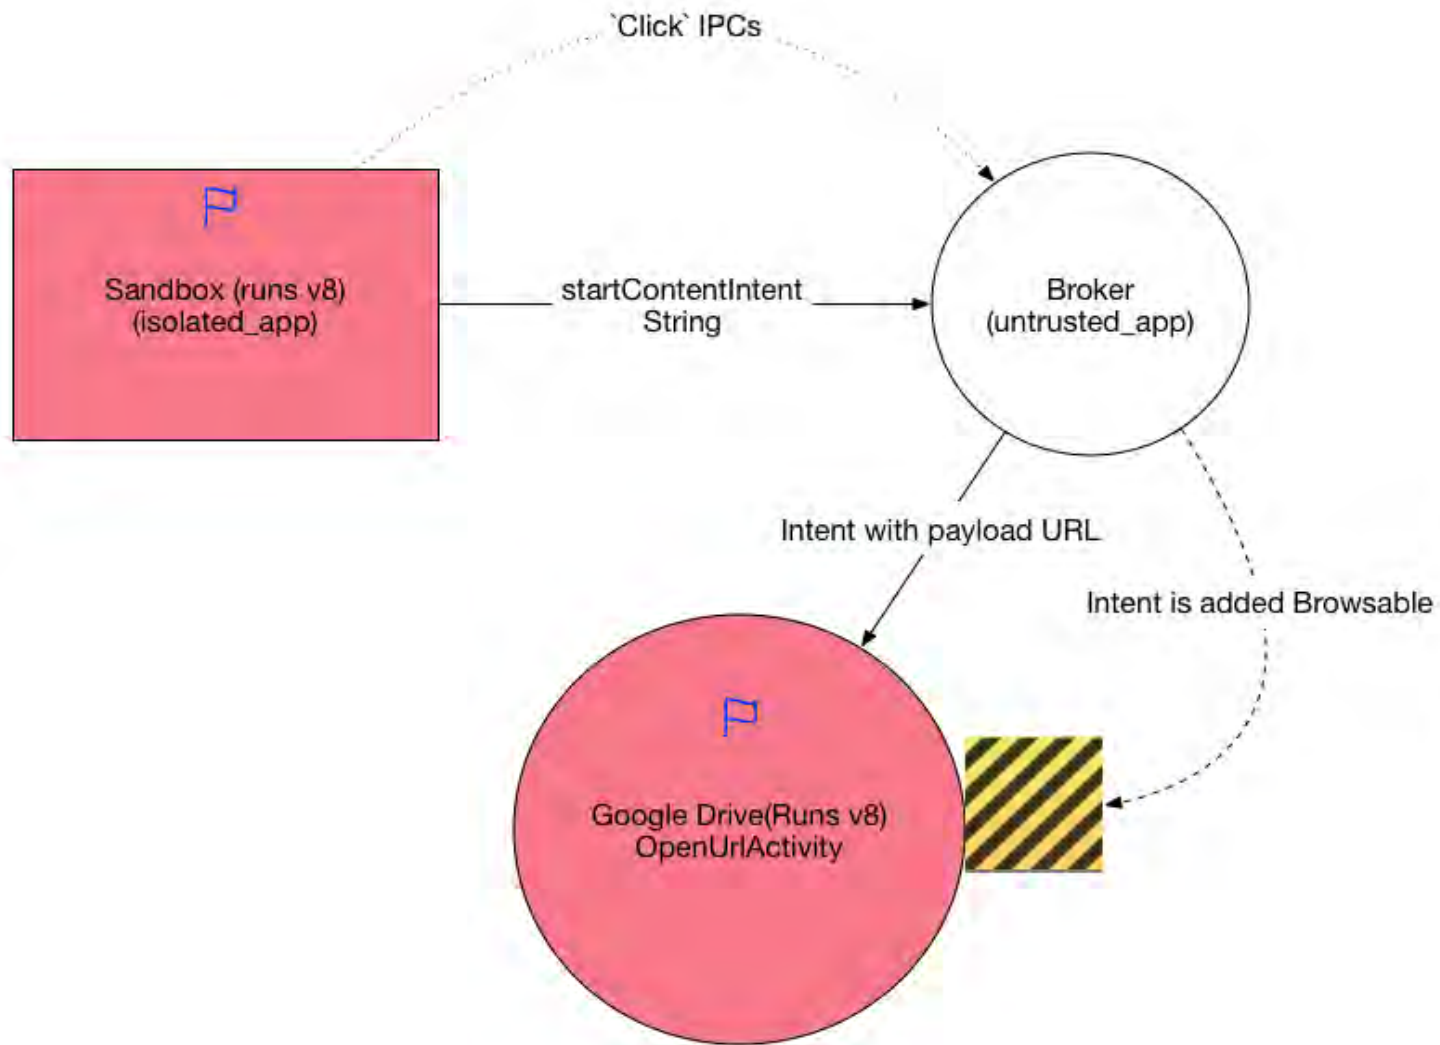 `Click` IPCs
Sandbox (runs v8)
(isolated_app)
startContentIntent
String
Broker
(untrusted_app)
Intent with payload URL
Intent is added Browsable
Google Drive(Runs v8)
OpenUrlActivity